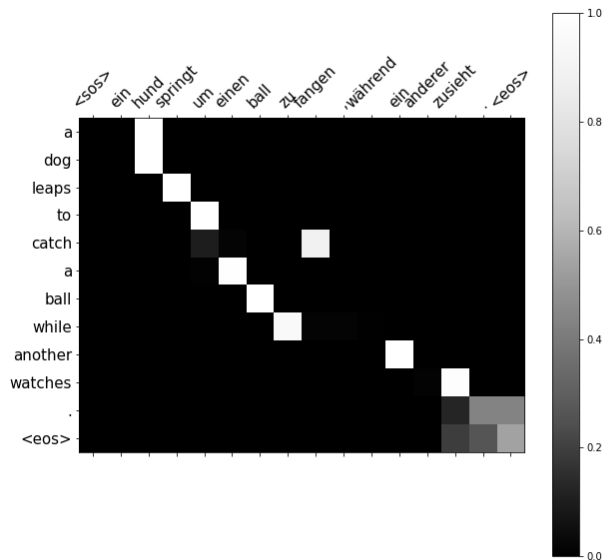 <sos> ein hund springt um einen ball zu fangen , während ein anderer zusieht . <eos>
a
dog
leaps
to
catch
a
ball
while
another
watches
.
<eos>
1.0
0.8
0.6
0.4
0.2
0.0